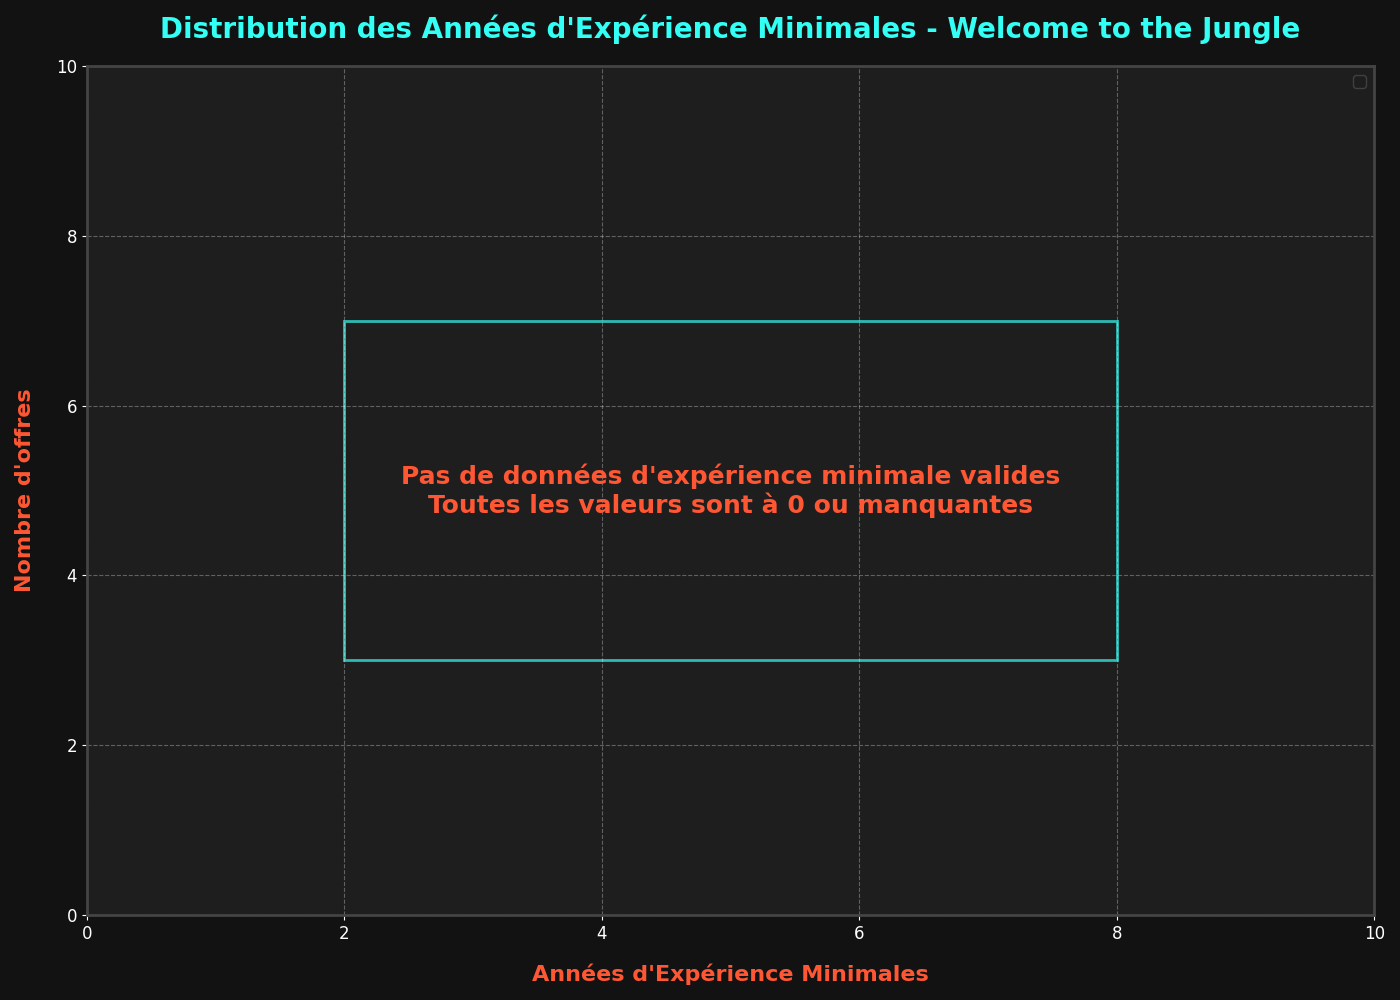 Distribution des Années d'Expérience Minimales - Welcome to the Jungle
10
8
6
4
2
0
Nombre d'offres
Pas de données d'expérience minimale valides
Toutes les valeurs sont à 0 ou manquantes
0
2
4
6
8
10
Années d'Expérience Minimales